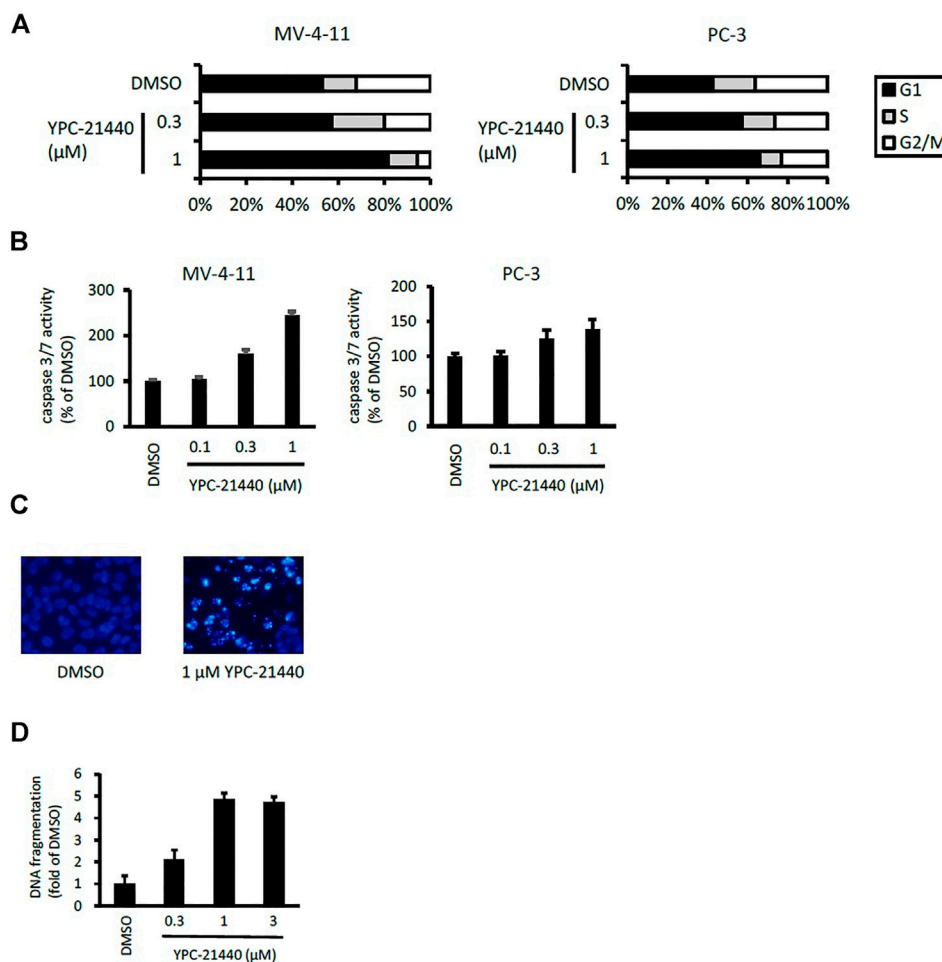 A
MV-4-11
DMSO
YPC-21440
(µM)
0.3
1
0% 20% 40% 60% 80% 100%
PC-3
DMSO
YPC-21440
(µM)
0.3
1
0% 20% 40% 60% 80% 100%
G1
S
G2/M
B
MV-4-11
caspase 3/7 activity
(% of DMSO)
300
200
100
0
DMSO
0.1 0.3 1
YPC-21440 (µM)
PC-3
caspase 3/7 activity
(% of DMSO)
200
150
100
50
0
DMSO
0.1 0.3 1
YPC-21440 (µM)
C
DMSO
1 µM YPC-21440
D
DNA fragmentation
(fold of DMSO)
6
5
4
3
2
1
0
DMSO
0.3 1 3
YPC-21440 (µM)